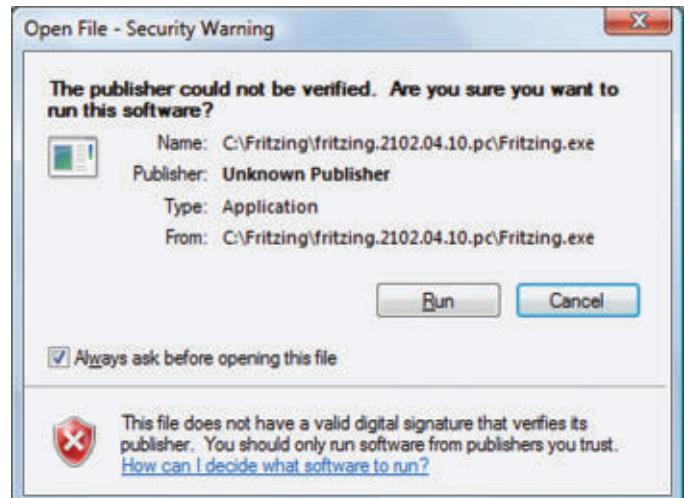 Open File - Security Warning
The publisher could not be verified. Are you sure you want to
run this software?
Name: C:\Fritzing\fritzing.2102.04.10.pc\Fritzing.exe
Publisher: Unknown Publisher
Type: Application
From: C:\Fritzing\fritzing.2102.04.10.pc\Fritzing.exe
Run Cancel
Always ask before opening this file
This file does not have a valid digital signature that verifies its
publisher. You should only run software from publishers you trust.
How can I decide what software to run?